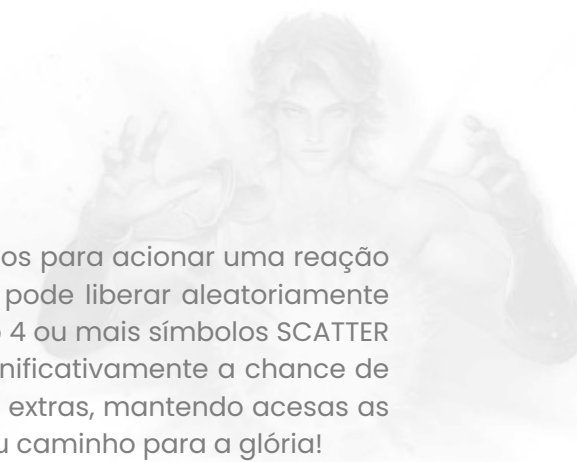 os para acionar uma reação
pode liberar aleatoriamente
4 ou mais símbolos SCATTER
nificativamente a chance de
extras, mantendo acesas as
u caminho para a glória!